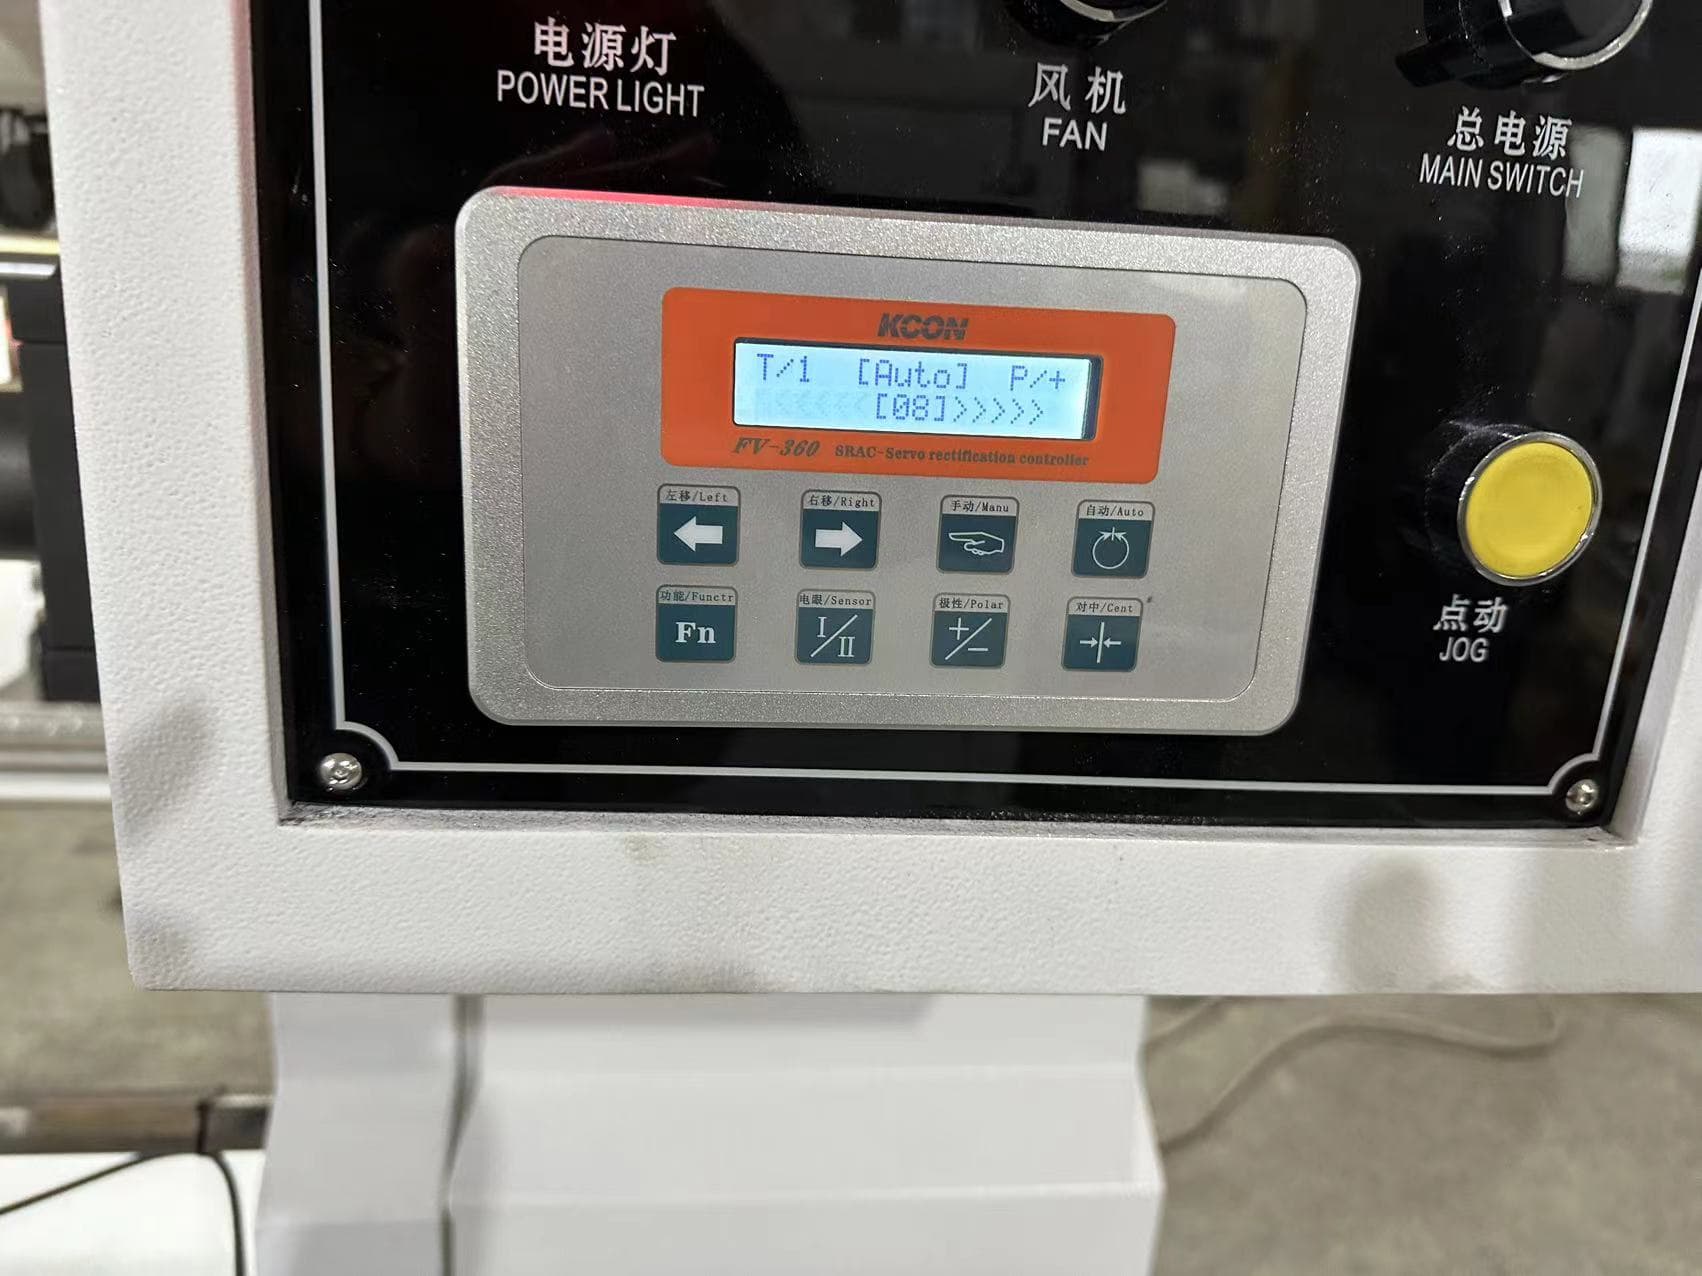 电源灯
POWER LIGHT
风机
FAN
总电源
MAIN SWITCH
KCON
T/1 [Auto] P/+
[08]>>>>>
FV-360 SRAC-Servo rectification controller
左移/Left
右移/Right
手动/Manu
自动/Auto
功能/Functr
Fn
电眼/Sensor
I/II
极性/Polar
+/-
对中/Cent
点动
JOG